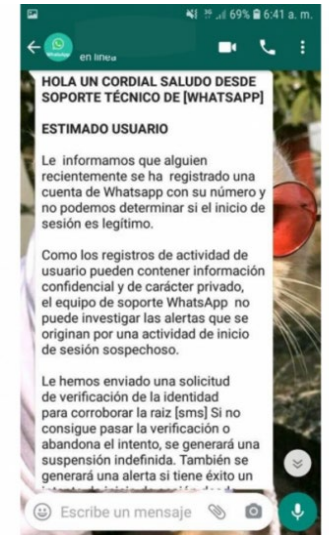 69% 6:41 a. m.
en línea
HOLA UN CORDIAL SALUDO DESDE
SOPORTE TÉCNICO DE [WHATSAPP]
ESTIMADO USUARIO
Le informamos que alguien
recientemente se ha registrado una
cuenta de Whatsapp con su número y
no podemos determinar si el inicio de
sesión es legítimo.
Como los registros de actividad de
usuario pueden contener información
confidencial y de carácter privado,
el equipo de soporte WhatsApp no
puede investigar las alertas que se
originan por una actividad de inicio
de sesión sospechoso.
Le hemos enviado una solicitud
de verificación de la identidad
para corroborar la raiz [sms] Si no
consigue pasar la verificación o
abandona el intento, se generará una
suspensión indefinida. También se
generará una alerta si tiene éxito un
Escribe un mensaje